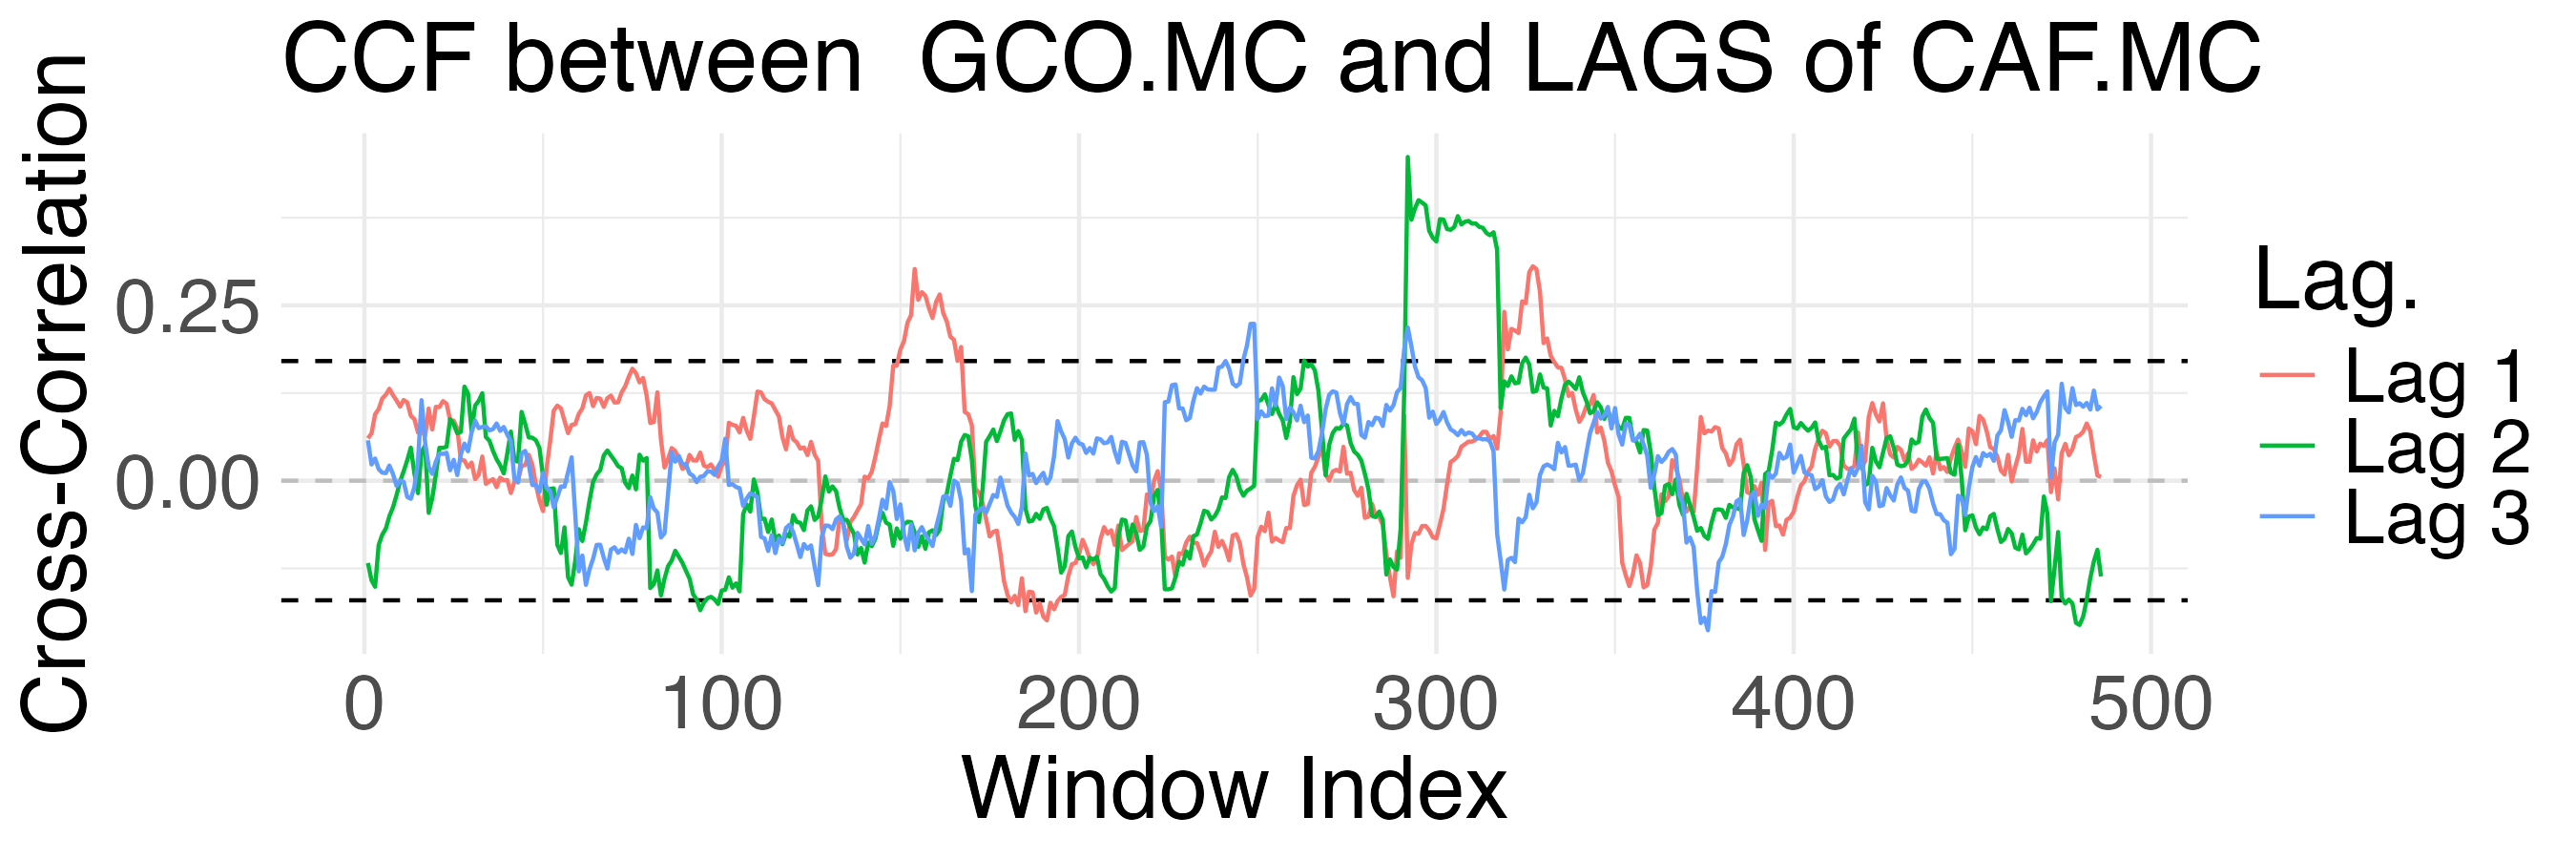 CCF between  GCO.MC and LAGS of CAF.MC
Cross-Correlation
0.25
0.00
0 100 200 300 400 500
Window Index
Lag.
Lag 1
Lag 2
Lag 3